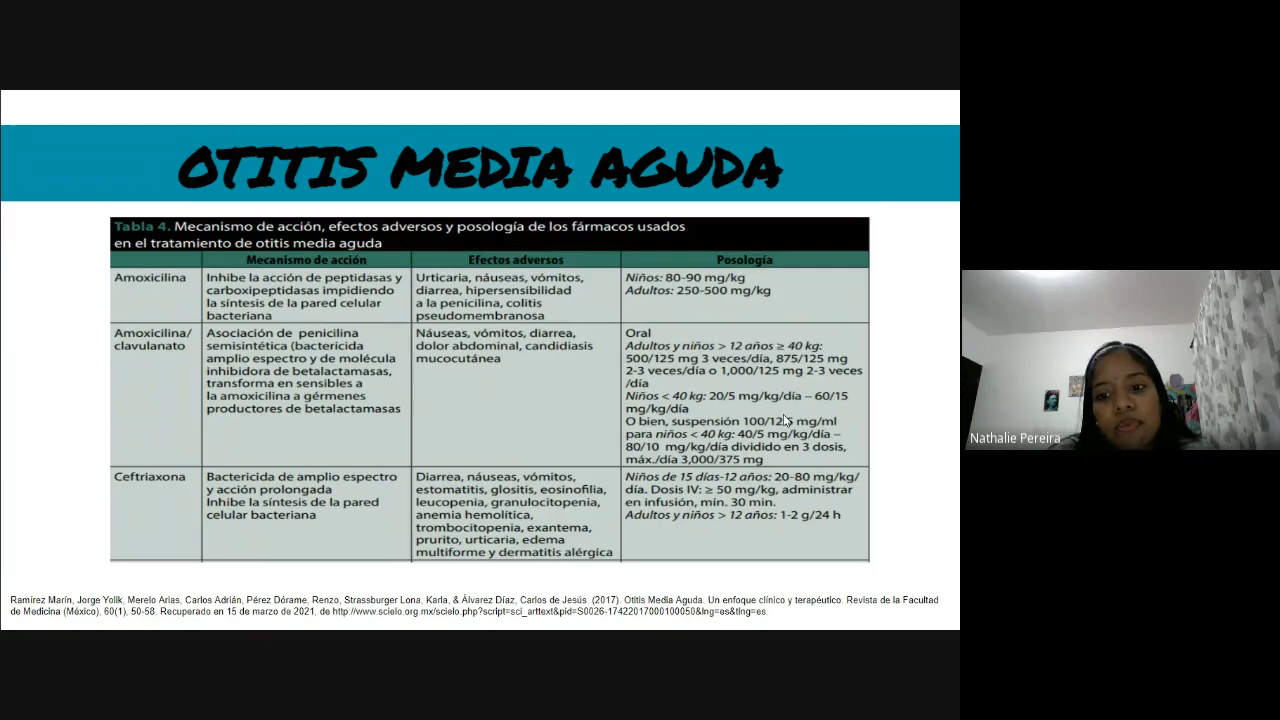 OTITIS MEDIA AGUDA
Tabla 4. Mecanismo de acción, efectos adversos y posología de los fármacos usados
en el tratamiento de otitis media aguda
Mecanismo de acción
Efectos adversos
Posología
Amoxicilina
Inhibe la acción de peptidasas y
carboxipeptidasas impidiendo
la síntesis de la pared celular
bacteriana
Urticaria, náuseas, vómitos,
diarrea, hipersensibilidad
a la penicilina, colitis
pseudomembranosa
Niños: 80-90 mg/kg
Adultos: 250-500 mg/kg
Amoxicilina/
clavulanato
Asociación de penicilina
semisintética (bactericida
amplio espectro y de molécula
inhibidora de betalactamasas,
transforma en sensibles a
la amoxicilina a gérmenes
productores de betalactamasas
Náuseas, vómitos, diarrea,
dolor abdominal, candidiasis
mucocutánea
Oral
Adultos y niños > 12 años ≥ 40 kg:
500/125 mg 3 veces/día, 875/125 mg
2-3 veces/día o 1,000/125 mg 2-3 veces
/día
Niños < 40 kg: 20/5 mg/kg/día – 60/15
mg/kg/día
O bien, suspensión 100/12.5 mg/ml
para niños < 40 kg: 40/5 mg/kg/día –
80/10 mg/kg/día dividido en 3 dosis,
máx./día 3,000/375 mg
Ceftriaxona
Bactericida de amplio espectro
y acción prolongada
Inhibe la síntesis de la pared
celular bacteriana
Diarrea, náuseas, vómitos,
estomatitis, glositis, eosinofilia,
leucopenia, granulocitopenia,
anemia hemolítica,
trombocitopenia, exantema,
prurito, urticaria, edema
multiforme y dermatitis alérgica
Niños de 15 días-12 años: 20-80 mg/kg/
día. Dosis IV: ≥ 50 mg/kg, administrar
en infusión, mín. 30 min.
Adultos y niños > 12 años: 1-2 g/24 h
Ramírez Marín, Jorge Yolik, Merelo Arias, Carlos Adrián, Pérez Dórame, Renzo, Strassburger Lona, Karla, & Álvarez Díaz, Carlos de Jesús. (2017). Otitis Media Aguda. Un enfoque clínico y terapéutico. Revista de la Facultad
de Medicina (México), 60(1), 50-58. Recuperado en 15 de marzo de 2021, de http://www.scielo.org.mx/scielo.php?script=sci_arttext&pid=S0026-17422017000100050&lng=es&tlng=es.
Nathalie Pereira